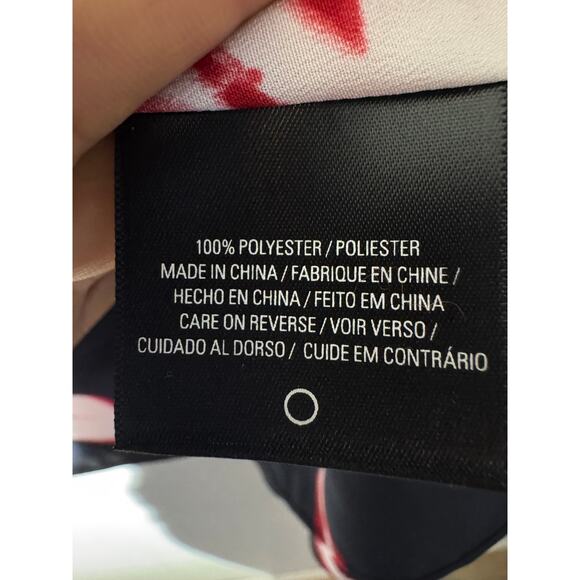 100% POLYESTER / POLIESTER
MADE IN CHINA / FABRIQUE EN CHINE /
HECHO EN CHINA / FEITO EM CHINA
CARE ON REVERSE / VOIR VERSO /
CUIDADO AL DORSO / CUIDE EM CONTRÁRIO